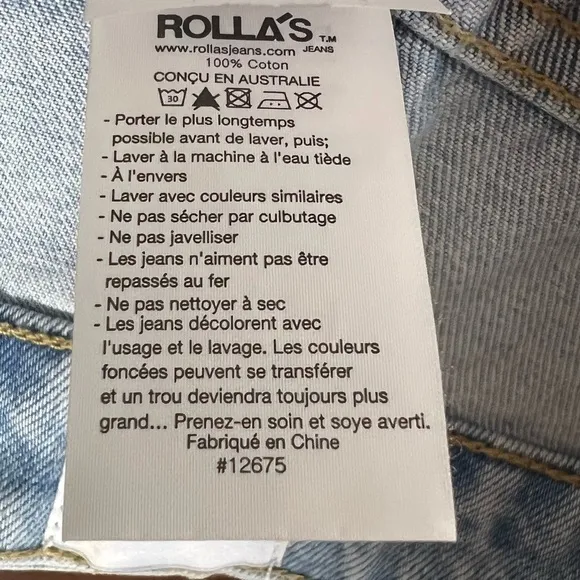 ROLLA'S T.M
www.rollasjeans.com JEANS
100% Coton
CONÇU EN AUSTRALIE
30
- Porter le plus longtemps
possible avant de laver, puis;
- Laver à la machine à l'eau tiède
- À l'envers
- Laver avec couleurs similaires
- Ne pas sécher par culbutage
- Ne pas javelliser
- Les jeans n'aiment pas être
repassés au fer
- Ne pas nettoyer à sec
- Les jeans décolorent avec
l'usage et le lavage. Les couleurs
foncées peuvent se transférer
et un trou deviendra toujours plus
grand... Prenez-en soin et soye averti.
Fabriqué en Chine
#12675